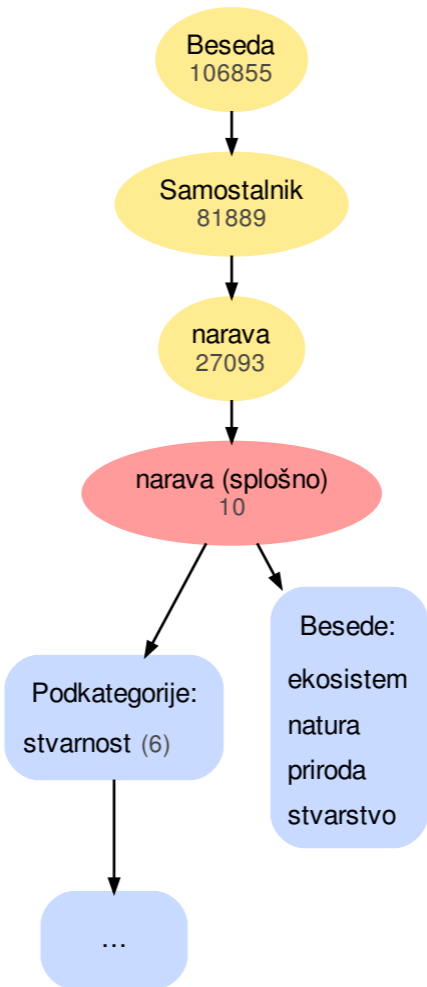 Beseda
106855
Samostalnik
81889
narava
27093
narava (splošno)
10
Podkategorije:
stvarnost (6)
...
Besede:
ekosistem
natura
priroda
stvarstvo